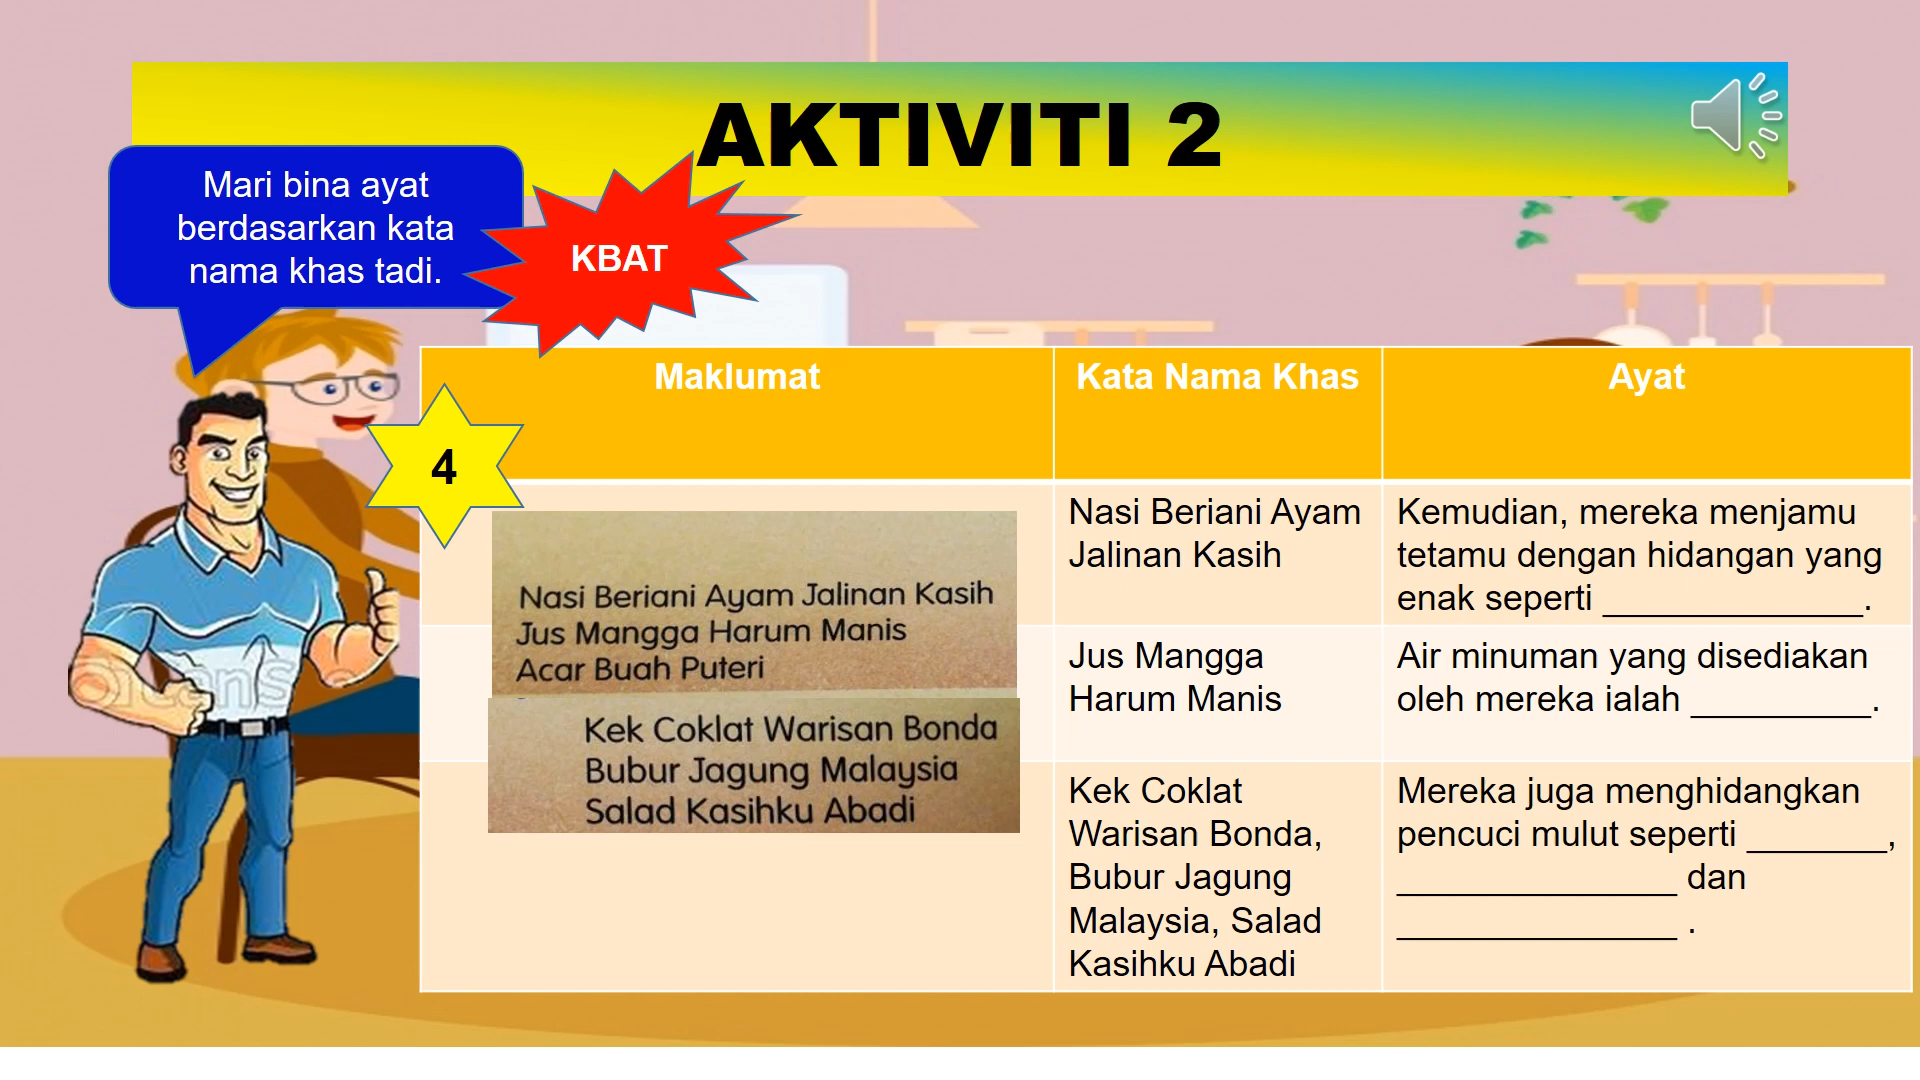 AKTIVITI 2
Mari bina ayat
berdasarkan kata
nama khas tadi.
KBAT
4
Maklumat
Kata Nama Khas
Ayat
Nasi Beriani Ayam Jalinan Kasih
Jus Mangga Harum Manis
Acar Buah Puteri
Kek Coklat Warisan Bonda
Bubur Jagung Malaysia
Salad Kasihku Abadi
Nasi Beriani Ayam
Jalinan Kasih
Kemudian, mereka menjamu
tetamu dengan hidangan yang
enak seperti _____________.
Jus Mangga
Harum Manis
Air minuman yang disediakan
oleh mereka ialah _________.
Kek Coklat
Warisan Bonda,
Bubur Jagung
Malaysia, Salad
Kasihku Abadi
Mereka juga menghidangkan
pencuci mulut seperti _______,
______________ dan
______________ .